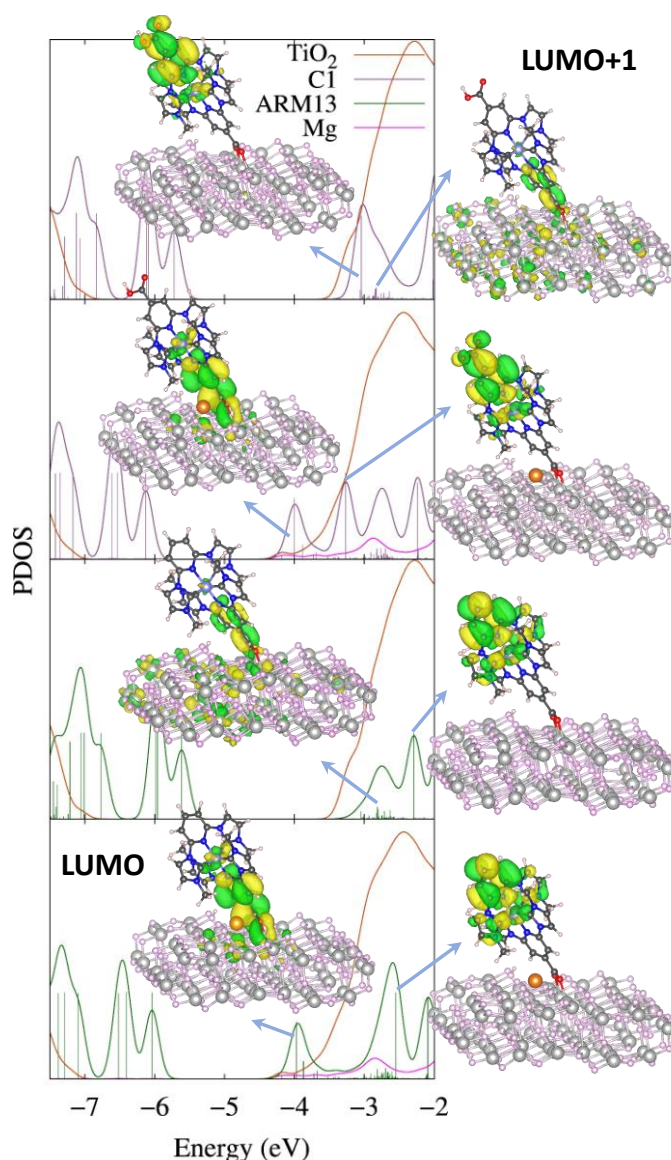 TiO₂
C1
ARM13
Mg
LUMO+1
PDOS
LUMO
−7 −6 −5 −4 −3 −2
Energy (eV)